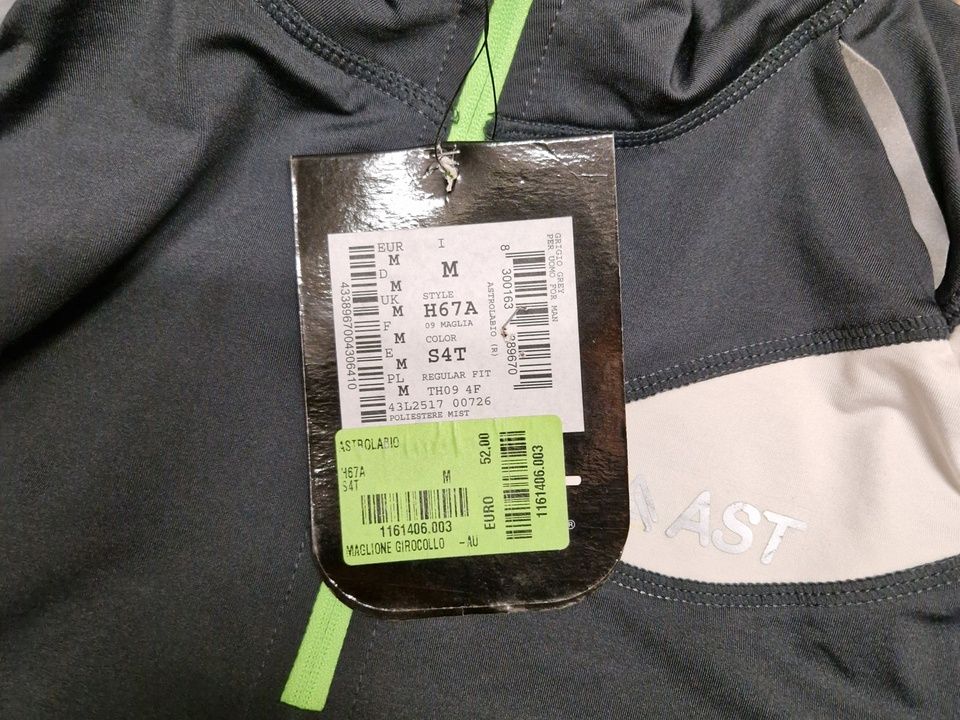 EUR
M
D
M
UK
M
F
M
E
M
PL
M
I
M
STYLE
H67A
09 MAGLIA
COLOR
S4T
REGULAR FIT
TH09 4F
43L2517 00726
POLIESTERE MIST
4338967004306410
ASTROLABIO (R)
8 300163
289670
GRIGIO GREY
PER UOMO FOR MAN
ASTROLABIO
H67A
S4T
M
1161406.003
MAGLIONE GIROCOLLO -AU
EURO 52,00
1161406.003
®
AST